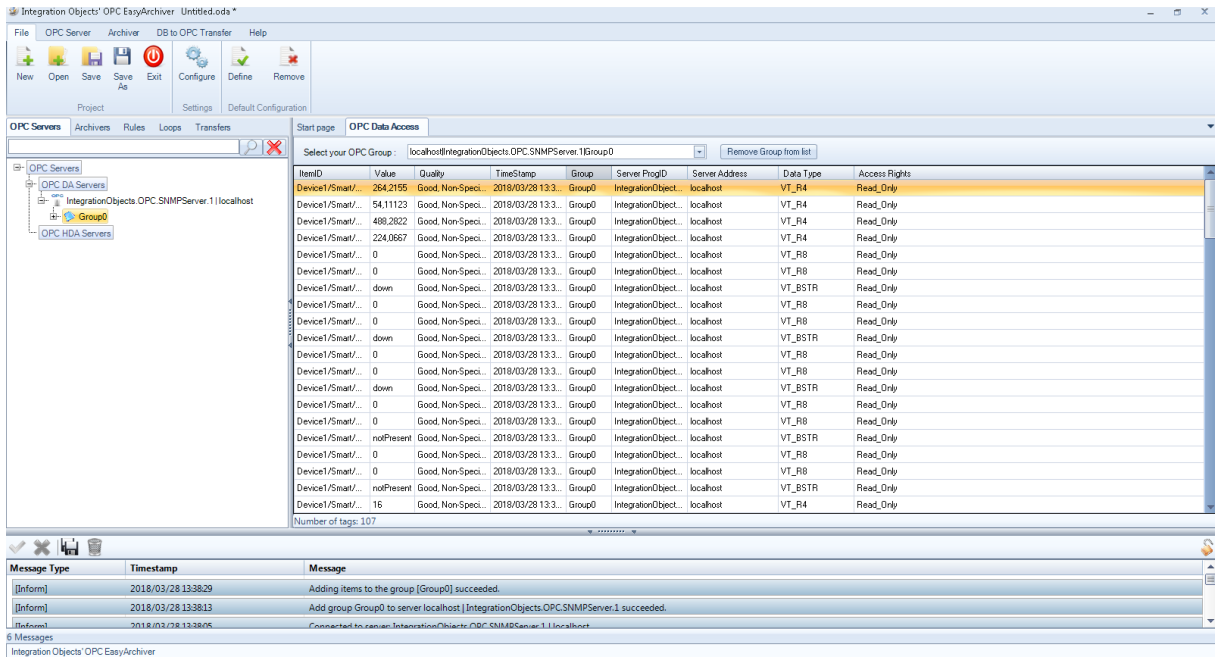 Integration Objects' OPC EasyArchiver Untitled.oda *
File OPC Server Archiver DB to OPC Transfer Help
New Open Save Save As Exit Configure Define Remove
Project Settings Default Configuration
OPC Servers Archivers Rules Loops Transfers
Start page OPC Data Access
Select your OPC Group : localhost|IntegrationObjects.OPC.SNMPServer.1|Group0 Remove Group from list
OPC Servers
OPC DA Servers
IntegrationObjects.OPC.SNMPServer.1 | localhost
Group0
OPC HDA Servers
ItemID Value Quality TimeStamp Group Server ProgID Server Address Data Type Access Rights
Device1/Smart/... 264,2155 Good, Non-Speci... 2018/03/28 13:3... Group0 IntegrationObject... localhost VT_R4 Read_Only
Device1/Smart/... 54,11123 Good, Non-Speci... 2018/03/28 13:3... Group0 IntegrationObject... localhost VT_R4 Read_Only
Device1/Smart/... 488,2822 Good, Non-Speci... 2018/03/28 13:3... Group0 IntegrationObject... localhost VT_R4 Read_Only
Device1/Smart/... 224,0667 Good, Non-Speci... 2018/03/28 13:3... Group0 IntegrationObject... localhost VT_R4 Read_Only
Device1/Smart/... 0 Good, Non-Speci... 2018/03/28 13:3... Group0 IntegrationObject... localhost VT_R8 Read_Only
Device1/Smart/... 0 Good, Non-Speci... 2018/03/28 13:3... Group0 IntegrationObject... localhost VT_R8 Read_Only
Device1/Smart/... down Good, Non-Speci... 2018/03/28 13:3... Group0 IntegrationObject... localhost VT_BSTR Read_Only
Device1/Smart/... 0 Good, Non-Speci... 2018/03/28 13:3... Group0 IntegrationObject... localhost VT_R8 Read_Only
Device1/Smart/... 0 Good, Non-Speci... 2018/03/28 13:3... Group0 IntegrationObject... localhost VT_R8 Read_Only
Device1/Smart/... down Good, Non-Speci... 2018/03/28 13:3... Group0 IntegrationObject... localhost VT_BSTR Read_Only
Device1/Smart/... 0 Good, Non-Speci... 2018/03/28 13:3... Group0 IntegrationObject... localhost VT_R8 Read_Only
Device1/Smart/... 0 Good, Non-Speci... 2018/03/28 13:3... Group0 IntegrationObject... localhost VT_R8 Read_Only
Device1/Smart/... down Good, Non-Speci... 2018/03/28 13:3... Group0 IntegrationObject... localhost VT_BSTR Read_Only
Device1/Smart/... 0 Good, Non-Speci... 2018/03/28 13:3... Group0 IntegrationObject... localhost VT_R8 Read_Only
Device1/Smart/... 0 Good, Non-Speci... 2018/03/28 13:3... Group0 IntegrationObject... localhost VT_R8 Read_Only
Device1/Smart/... notPresent Good, Non-Speci... 2018/03/28 13:3... Group0 IntegrationObject... localhost VT_BSTR Read_Only
Device1/Smart/... 0 Good, Non-Speci... 2018/03/28 13:3... Group0 IntegrationObject... localhost VT_R8 Read_Only
Device1/Smart/... 0 Good, Non-Speci... 2018/03/28 13:3... Group0 IntegrationObject... localhost VT_R8 Read_Only
Device1/Smart/... notPresent Good, Non-Speci... 2018/03/28 13:3... Group0 IntegrationObject... localhost VT_BSTR Read_Only
Device1/Smart/... 16 Good, Non-Speci... 2018/03/28 13:3... Group0 IntegrationObject... localhost VT_R4 Read_Only
Number of tags: 107
Message Type Timestamp Message
[Inform] 2018/03/28 13:38:29 Adding items to the group [Group0] succeeded.
[Inform] 2018/03/28 13:38:13 Add group Group0 to server localhost | IntegrationObjects.OPC.SNMPServer.1 succeeded.
[Inform] 2018/03/28 13:38:05 Connected to server: IntegrationObjects.OPC.SNMPServer.1 | localhost
6 Messages
Integration Objects' OPC EasyArchiver